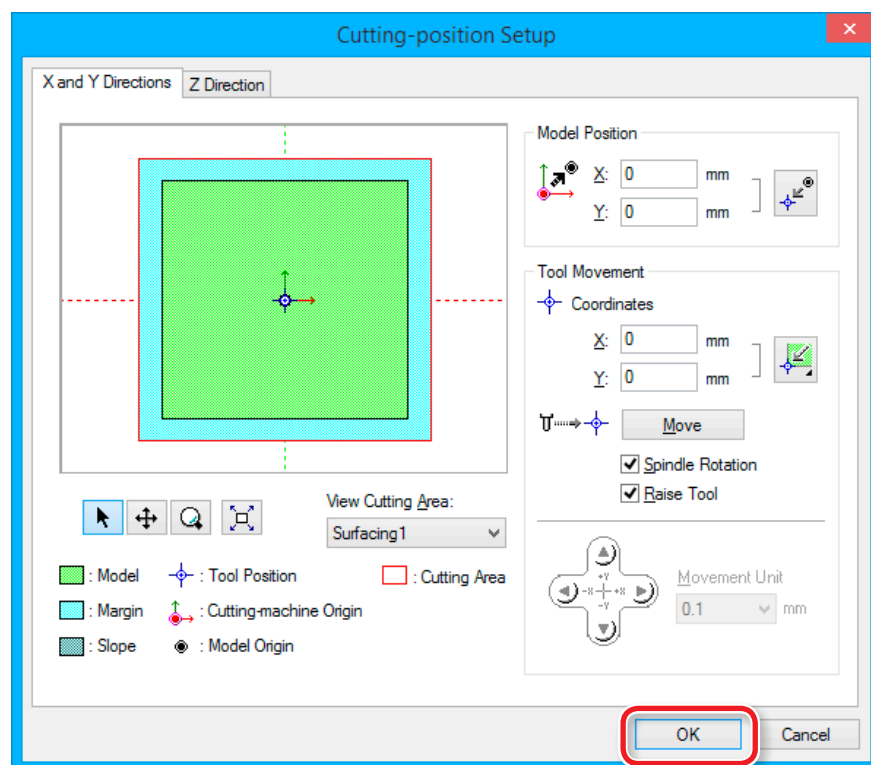 Cutting-position Setup
X and Y Directions
Z Direction
Model Position
X: 0 mm
Y: 0 mm
Tool Movement
Coordinates
X: 0 mm
Y: 0 mm
Move
Spindle Rotation
Raise Tool
View Cutting Area:
Surfacing1
: Model
: Tool Position
: Cutting Area
: Margin
: Cutting-machine Origin
: Slope
: Model Origin
+Y
-X +X
-Y
Movement Unit
0.1 mm
OK
Cancel